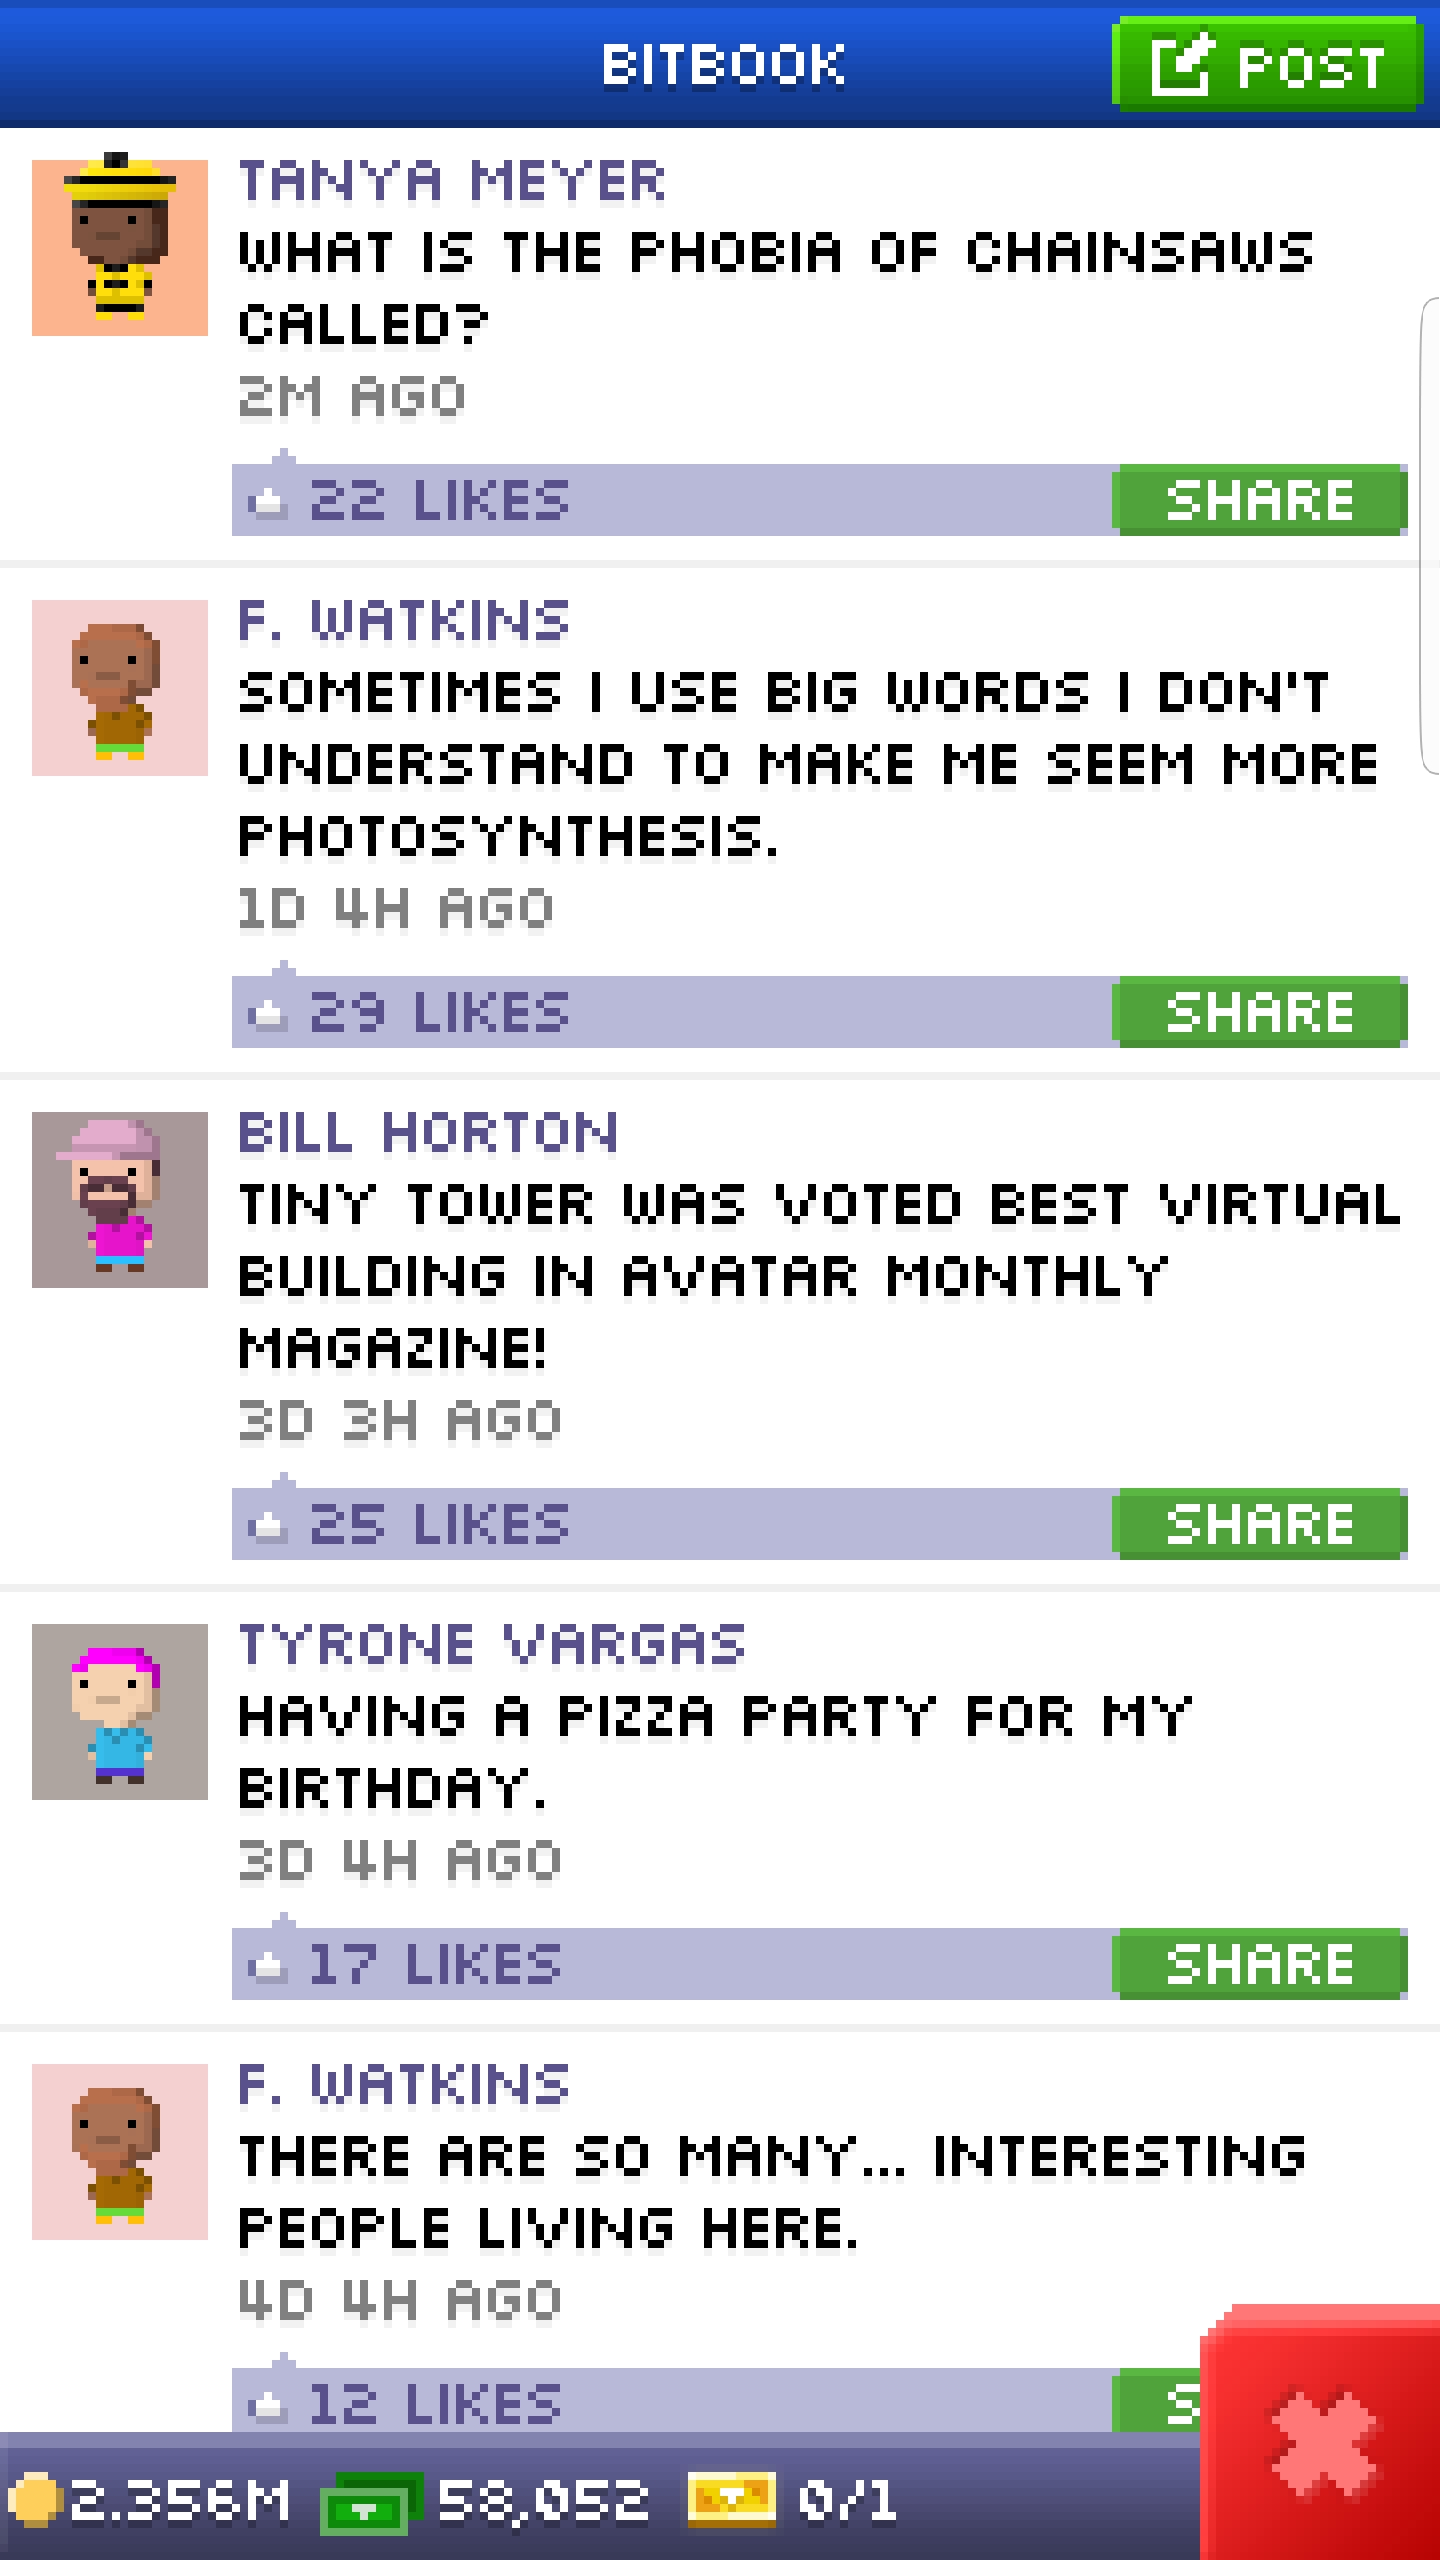 BITBOOK
POST
TANYA MEYER
WHAT IS THE PHOBIA OF CHAINSAWS
CALLED?
2M AGO
22 LIKES
SHARE
F. WATKINS
SOMETIMES I USE BIG WORDS I DON'T
UNDERSTAND TO MAKE ME SEEM MORE
PHOTOSYNTHESIS.
1D 4H AGO
29 LIKES
SHARE
BILL HORTON
TINY TOWER WAS VOTED BEST VIRTUAL
BUILDING IN AVATAR MONTHLY
MAGAZINE!
3D 3H AGO
25 LIKES
SHARE
TYRONE VARGAS
HAVING A PIZZA PARTY FOR MY
BIRTHDAY.
3D 4H AGO
17 LIKES
SHARE
F. WATKINS
THERE ARE SO MANY... INTERESTING
PEOPLE LIVING HERE.
4D 4H AGO
12 LIKES
S
2.356M
58,052
0/1